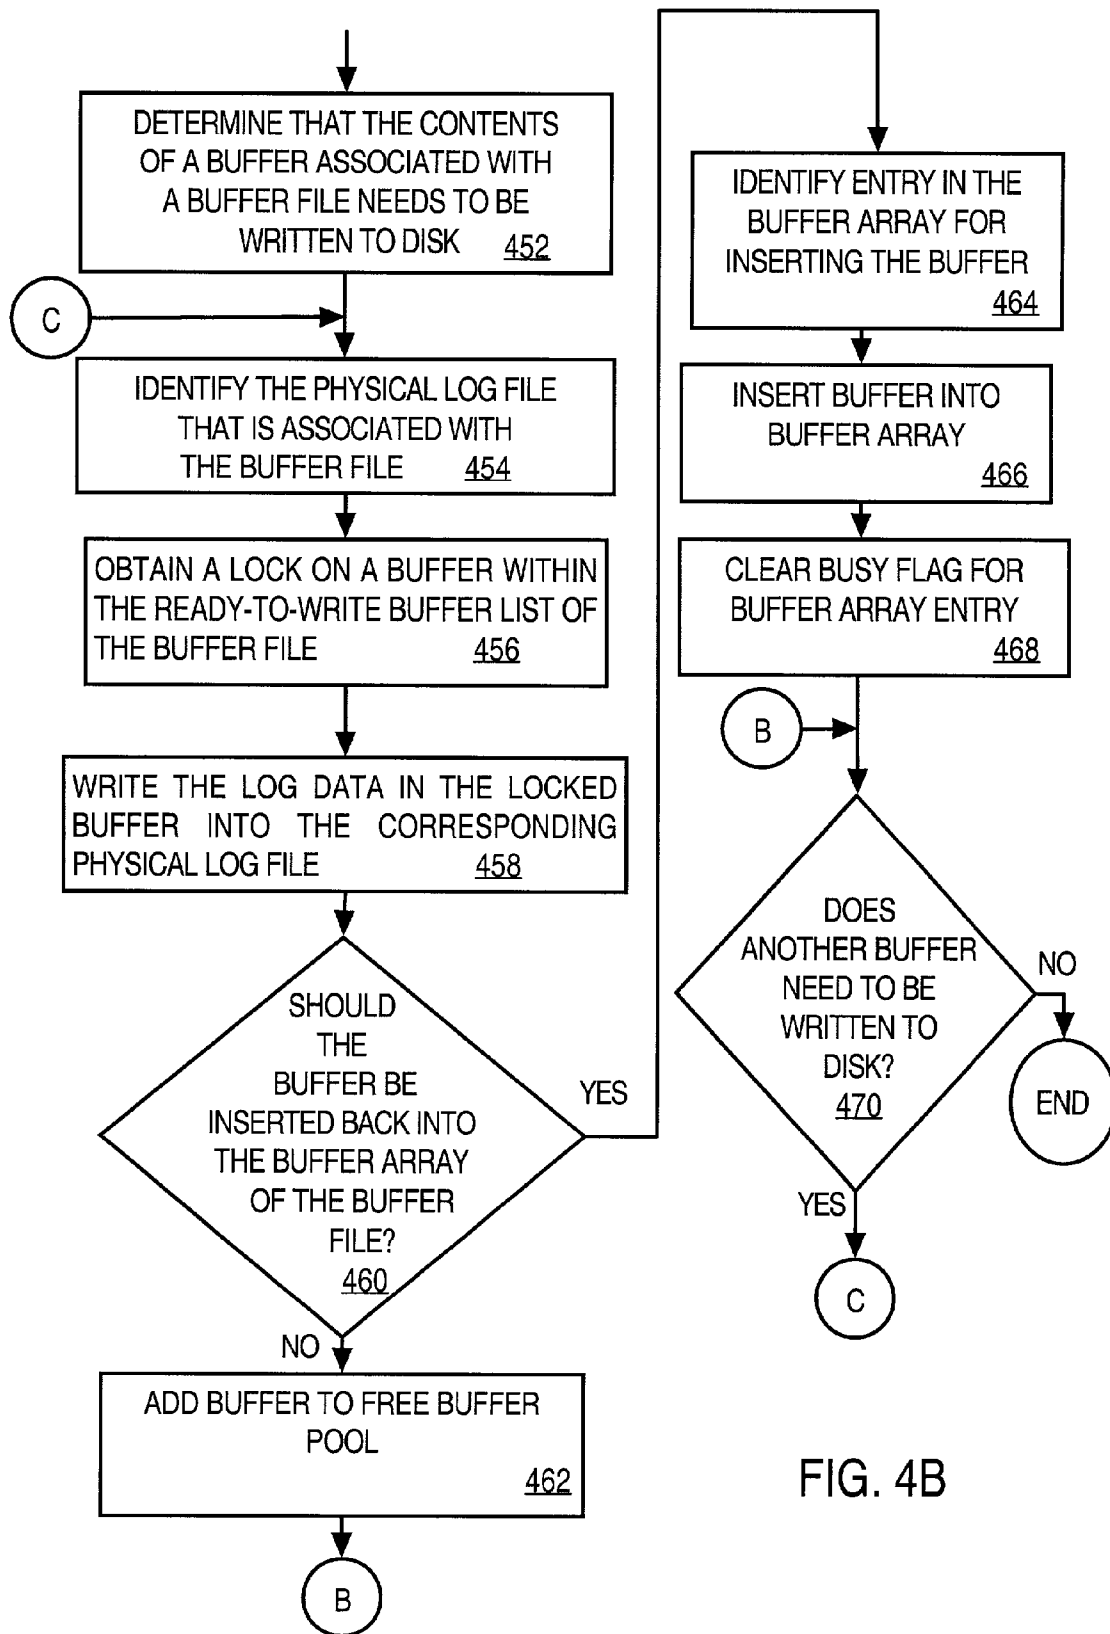 DETERMINE THAT THE CONTENTS
OF A BUFFER ASSOCIATED WITH
A BUFFER FILE NEEDS TO BE
WRITTEN TO DISK 452
C
IDENTIFY THE PHYSICAL LOG FILE
THAT IS ASSOCIATED WITH
THE BUFFER FILE 454
OBTAIN A LOCK ON A BUFFER WITHIN
THE READY-TO-WRITE BUFFER LIST OF
THE BUFFER FILE 456
WRITE THE LOG DATA IN THE LOCKED
BUFFER INTO THE CORRESPONDING
PHYSICAL LOG FILE 458
SHOULD
THE
BUFFER BE
INSERTED BACK INTO
THE BUFFER ARRAY
OF THE BUFFER
FILE?
460
YES
NO
ADD BUFFER TO FREE BUFFER
POOL
462
B
IDENTIFY ENTRY IN THE
BUFFER ARRAY FOR
INSERTING THE BUFFER
464
INSERT BUFFER INTO
BUFFER ARRAY
466
CLEAR BUSY FLAG FOR
BUFFER ARRAY ENTRY
468
B
DOES
ANOTHER BUFFER
NEED TO BE
WRITTEN TO
DISK?
470
NO
END
YES
C
FIG. 4B